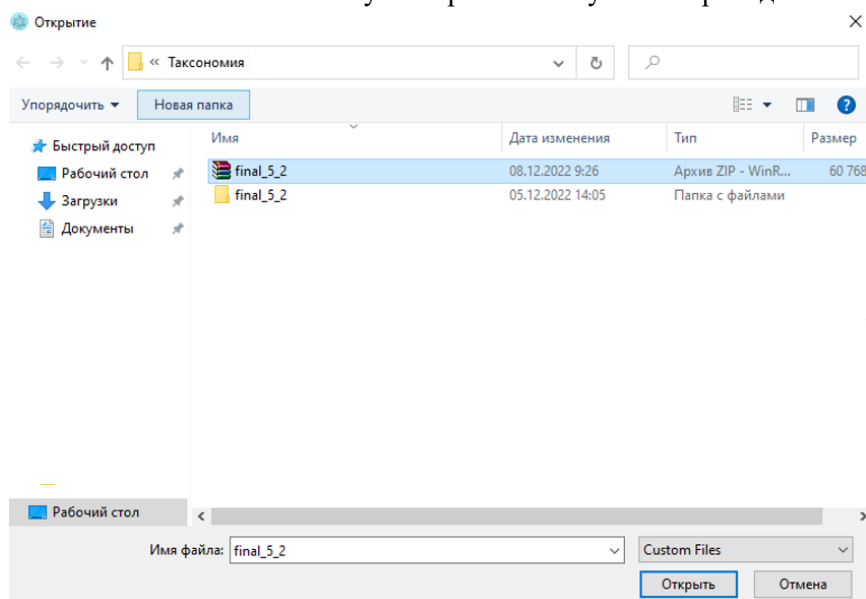 Открытие
« Таксономия
Упорядочить Новая папка
Имя Дата изменения Тип Размер
Быстрый доступ
Рабочий стол
Загрузки
Документы
final_5_2 08.12.2022 9:26 Архив ZIP - WinR... 60 768
final_5_2 05.12.2022 14:05 Папка с файлами
Рабочий стол
Имя файла: final_5_2 Custom Files
Открыть Отмена